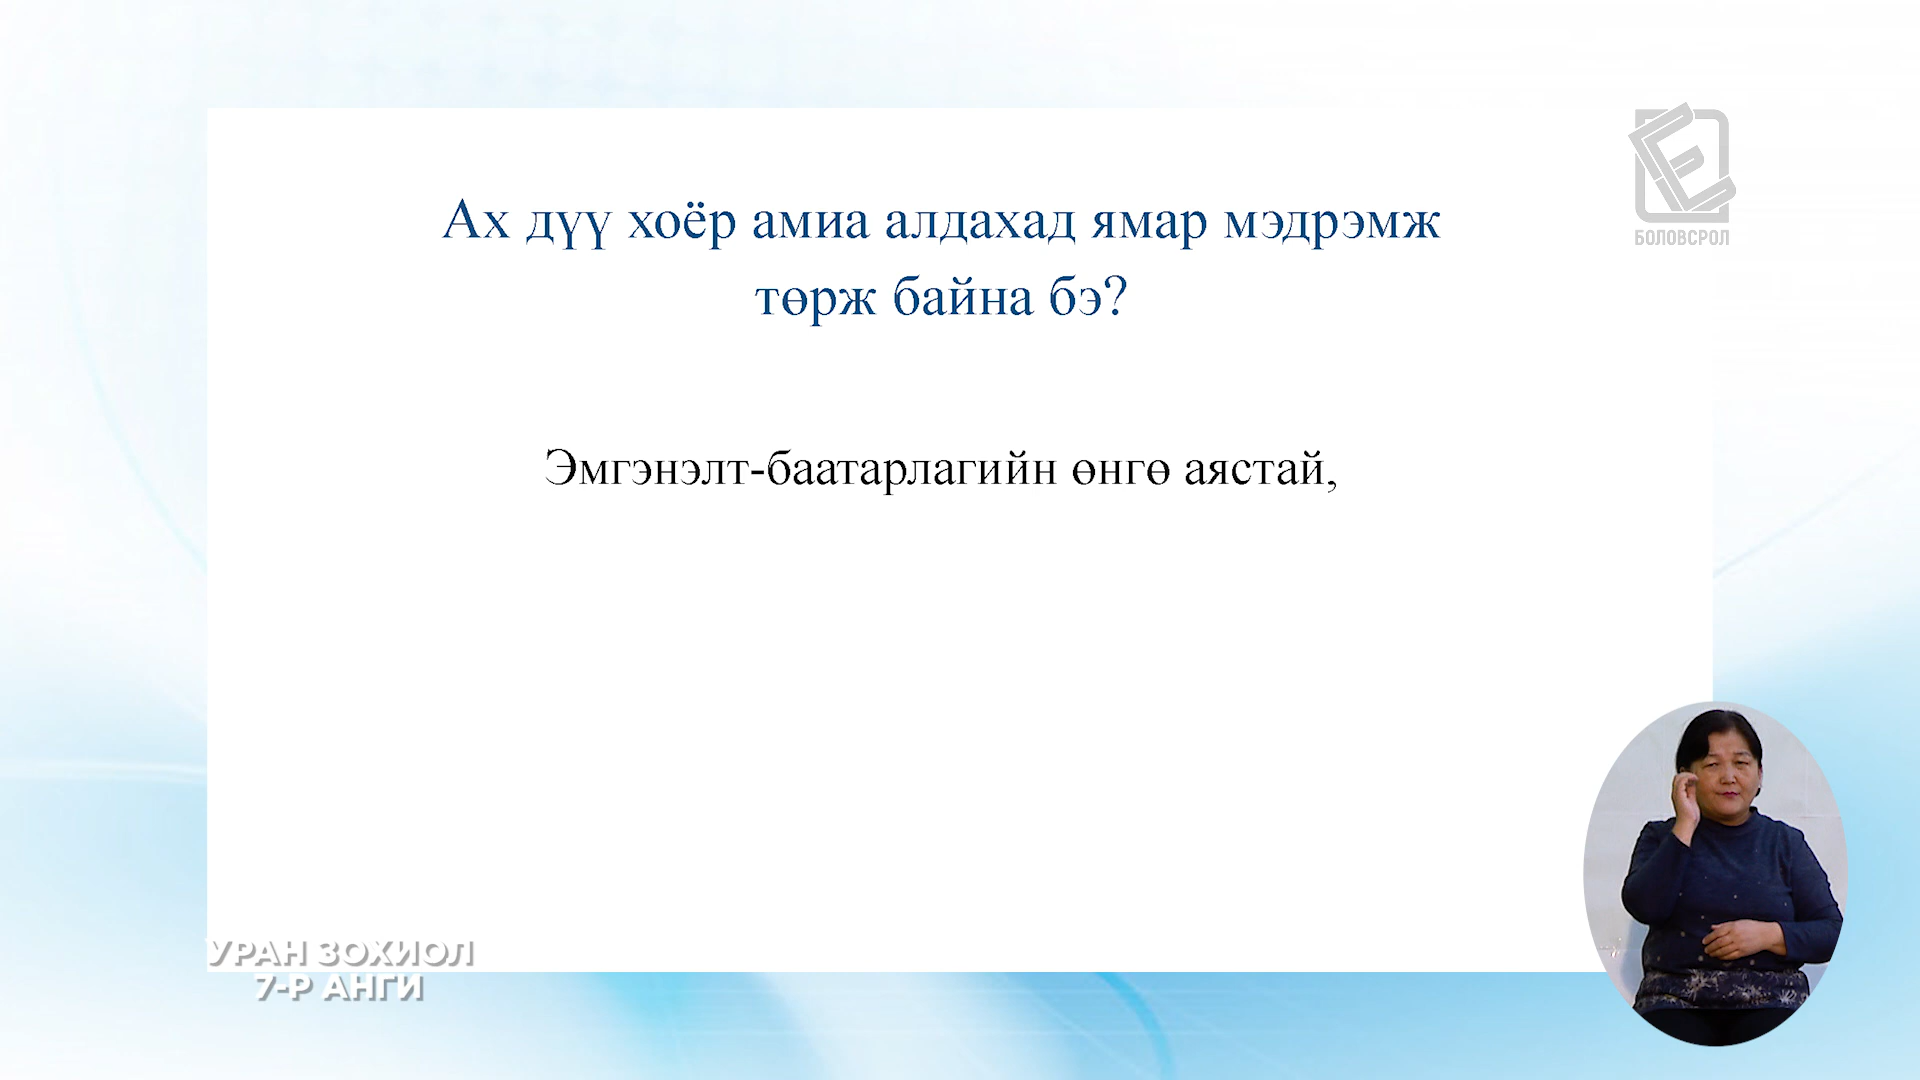 БОЛОВСРОЛ
Ах дүү хоёр амиа алдахад ямар мэдрэмж
төрж байна бэ?
Эмгэнэлт-баатарлагийн өнгө аястай,
УРАН ЗОХИОЛ
7-Р АНГИ